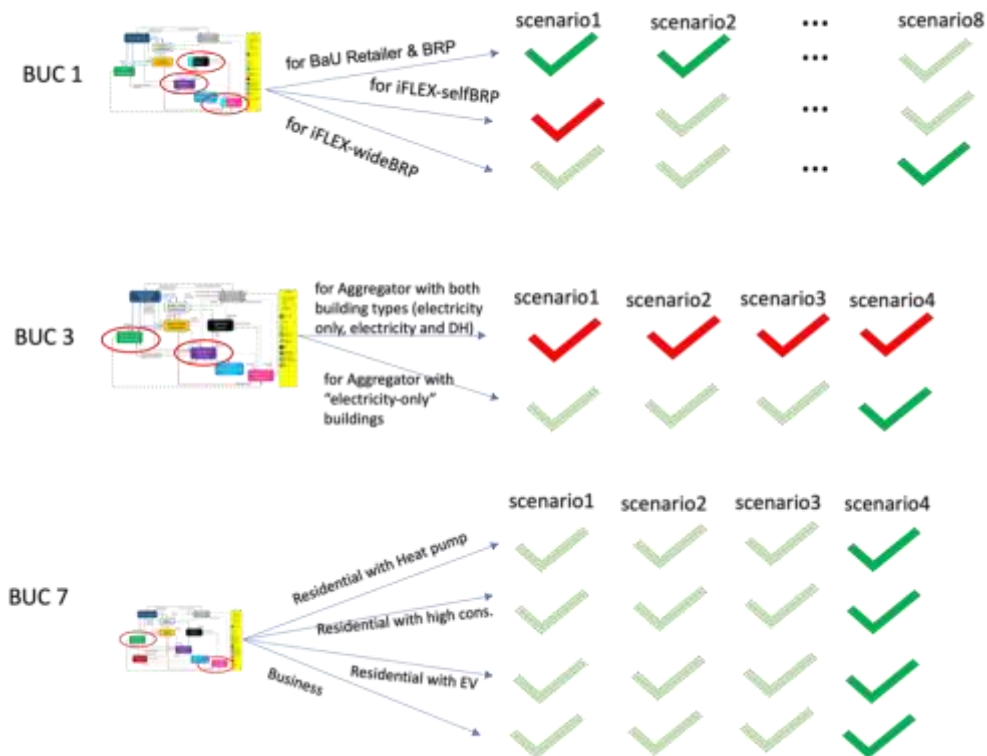 scenario1 scenario2 ... scenario8
BUC 1
for BaU Retailer & BRP
...
for iFLEX-selfBRP
...
for iFLEX-wideBRP
...
BUC 3
for Aggregator with both
building types (electricity
only, electricity and DH)
scenario1 scenario2 scenario3 scenario4
for Aggregator with
“electricity-only”
buildings
scenario1 scenario2 scenario3 scenario4
BUC 7
Residential with Heat pump
Residential with high cons.
Residential with EV
Business